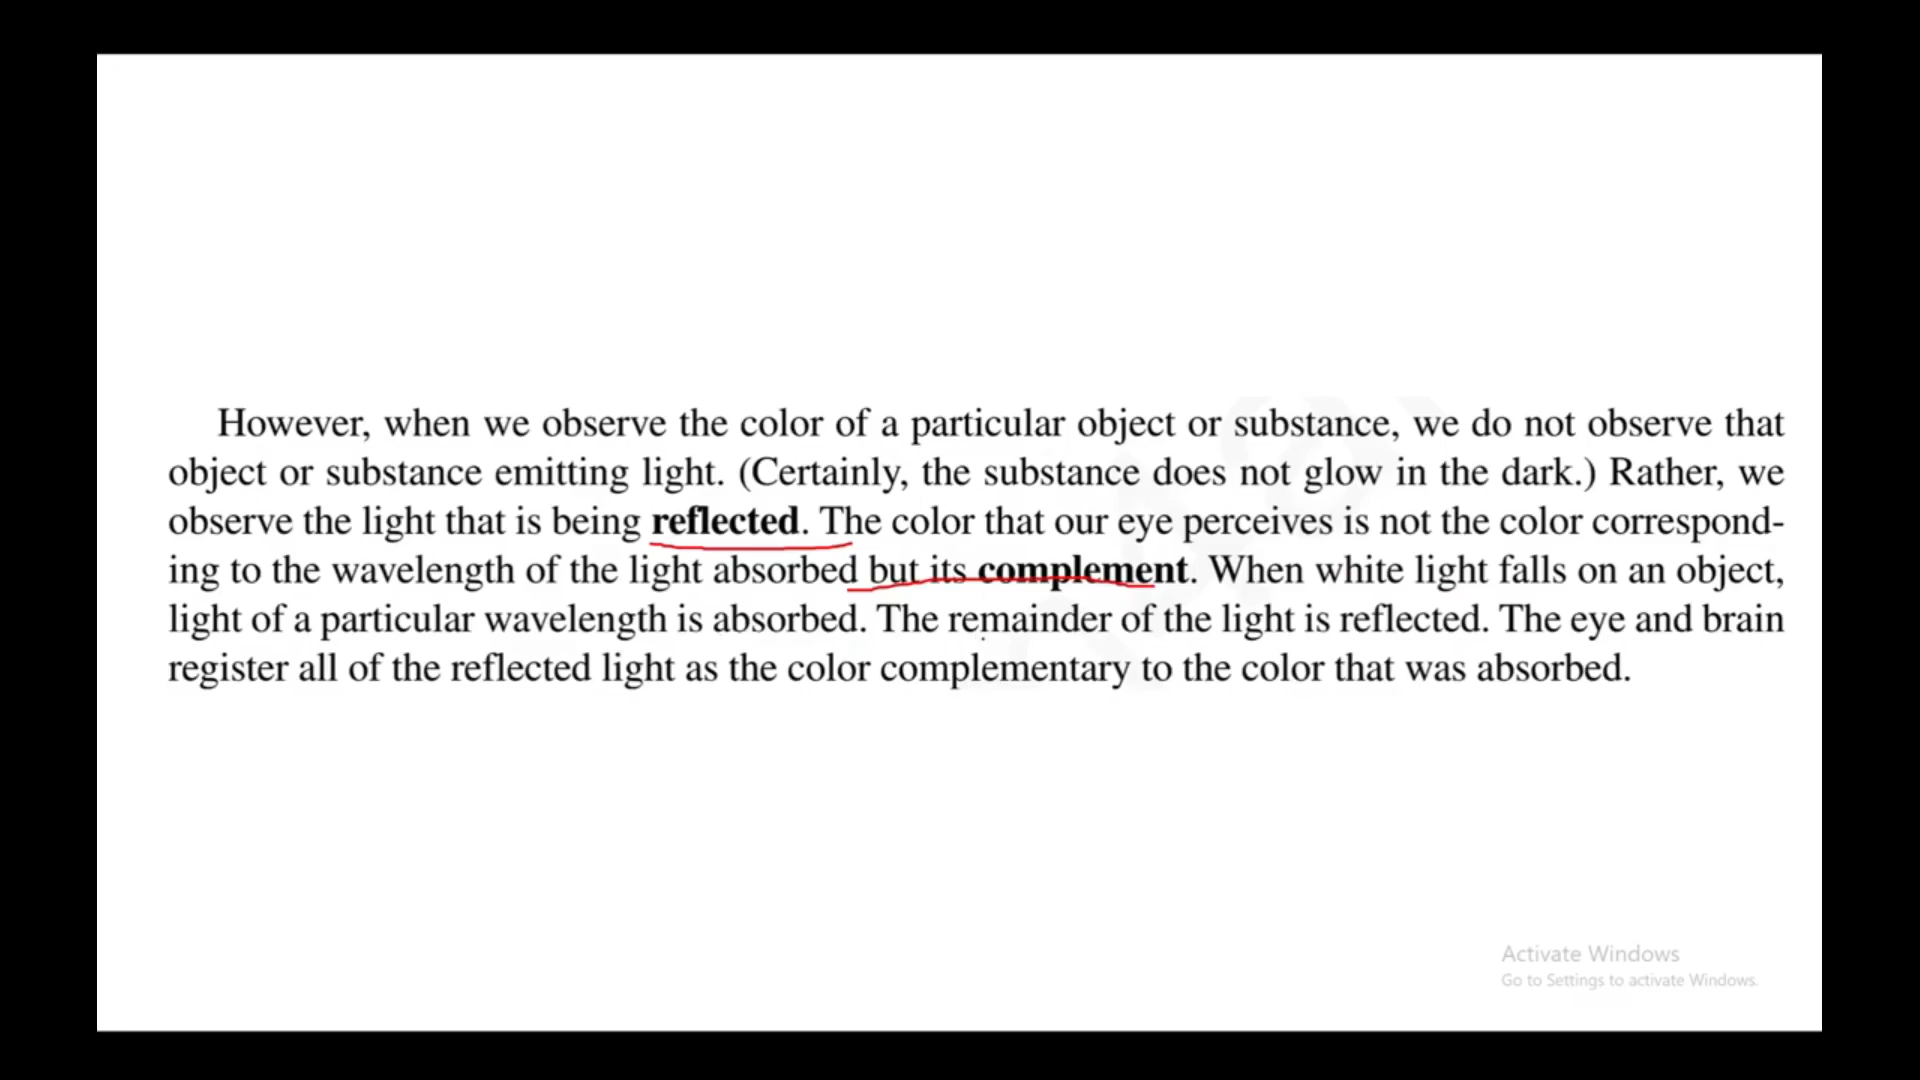 However, when we observe the color of a particular object or substance, we do not observe that
object or substance emitting light. (Certainly, the substance does not glow in the dark.) Rather, we
observe the light that is being reflected. The color that our eye perceives is not the color correspond-
ing to the wavelength of the light absorbed but its complement. When white light falls on an object,
light of a particular wavelength is absorbed. The remainder of the light is reflected. The eye and brain
register all of the reflected light as the color complementary to the color that was absorbed.
Activate Windows
Go to Settings to activate Windows.